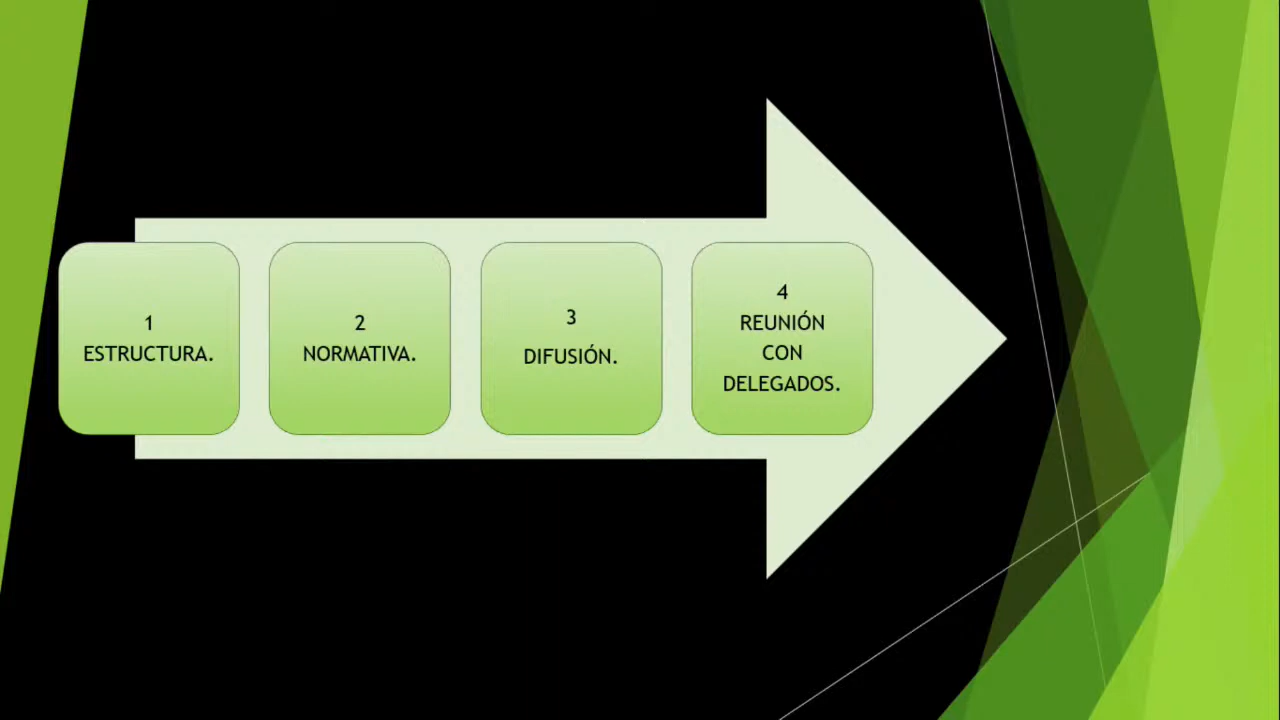 1
ESTRUCTURA.
2
NORMATIVA.
3
DIFUSIÓN.
4
REUNIÓN
CON
DELEGADOS.